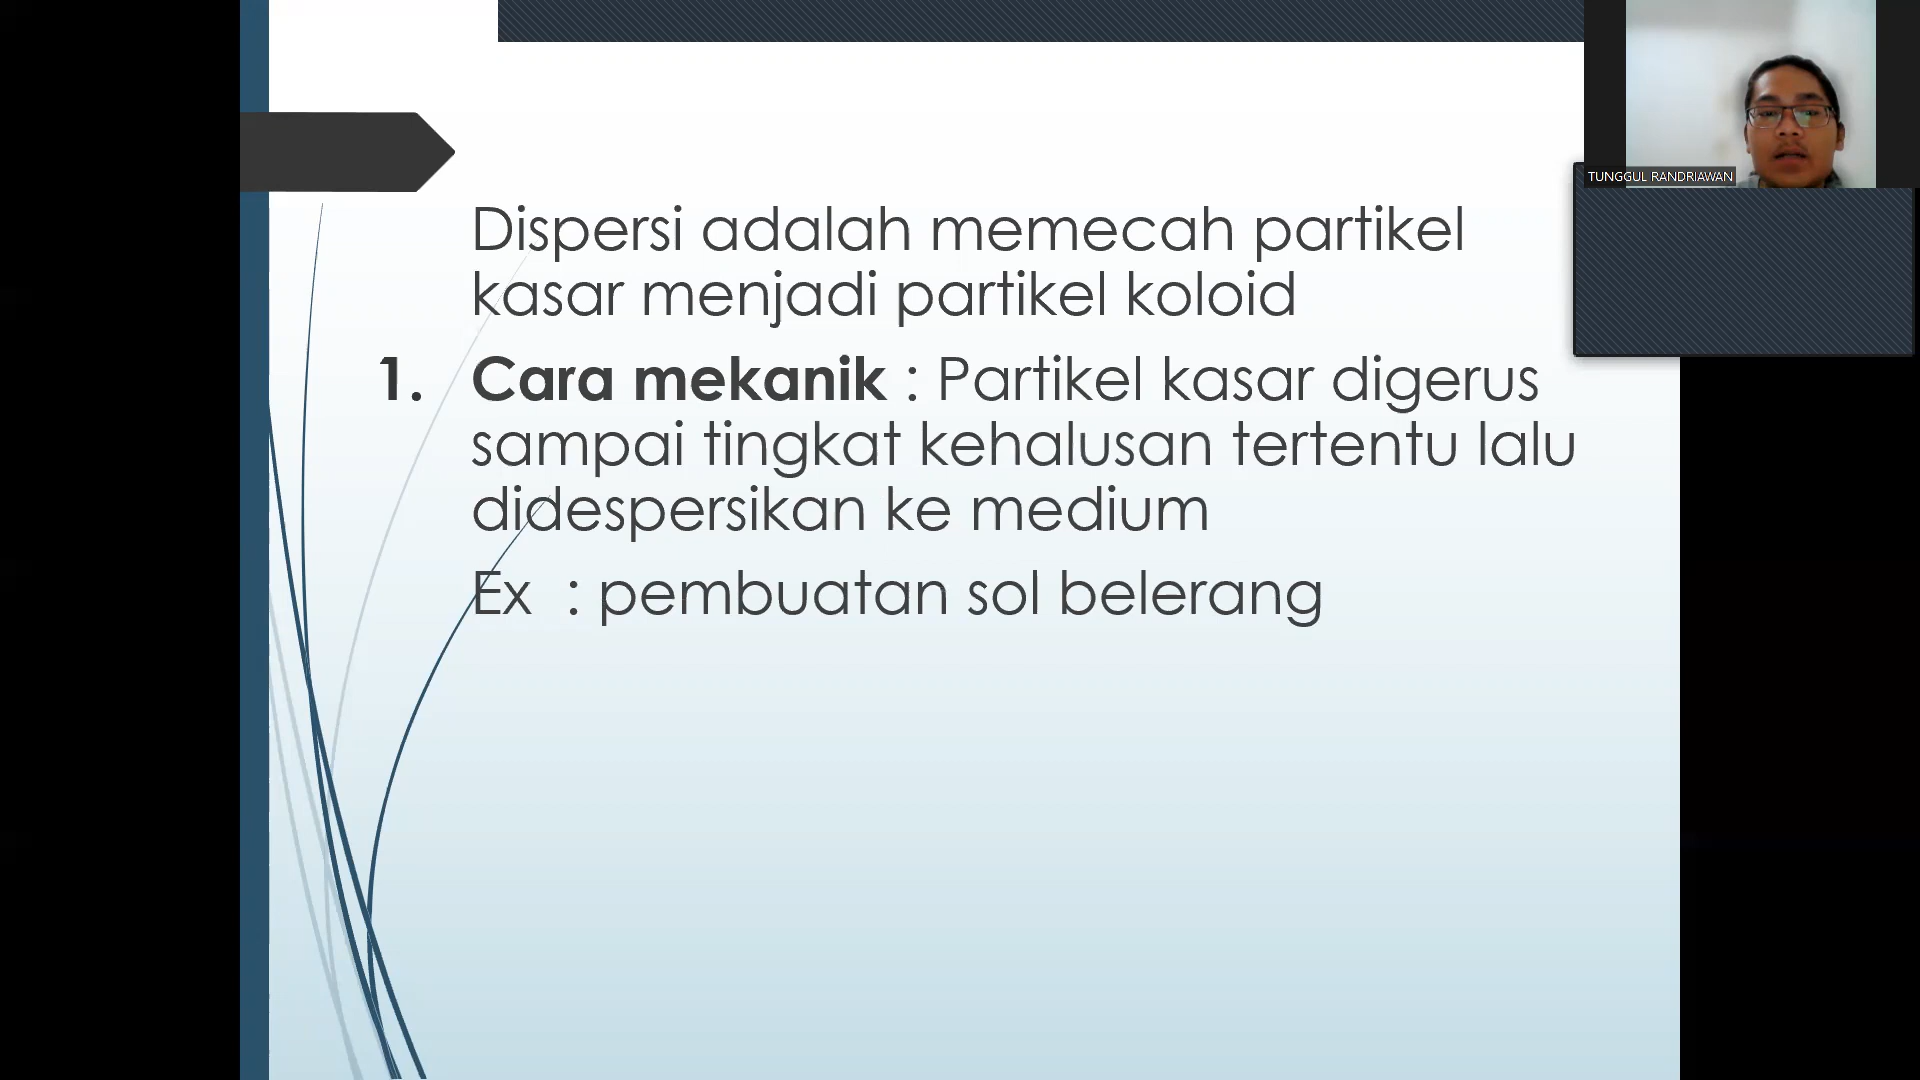 TUNGGUL RANDRIAWAN
Dispersi adalah memecah partikel
kasar menjadi partikel koloid
1. Cara mekanik : Partikel kasar digerus
sampai tingkat kehalusan tertentu lalu
didespersikan ke medium
Ex : pembuatan sol belerang